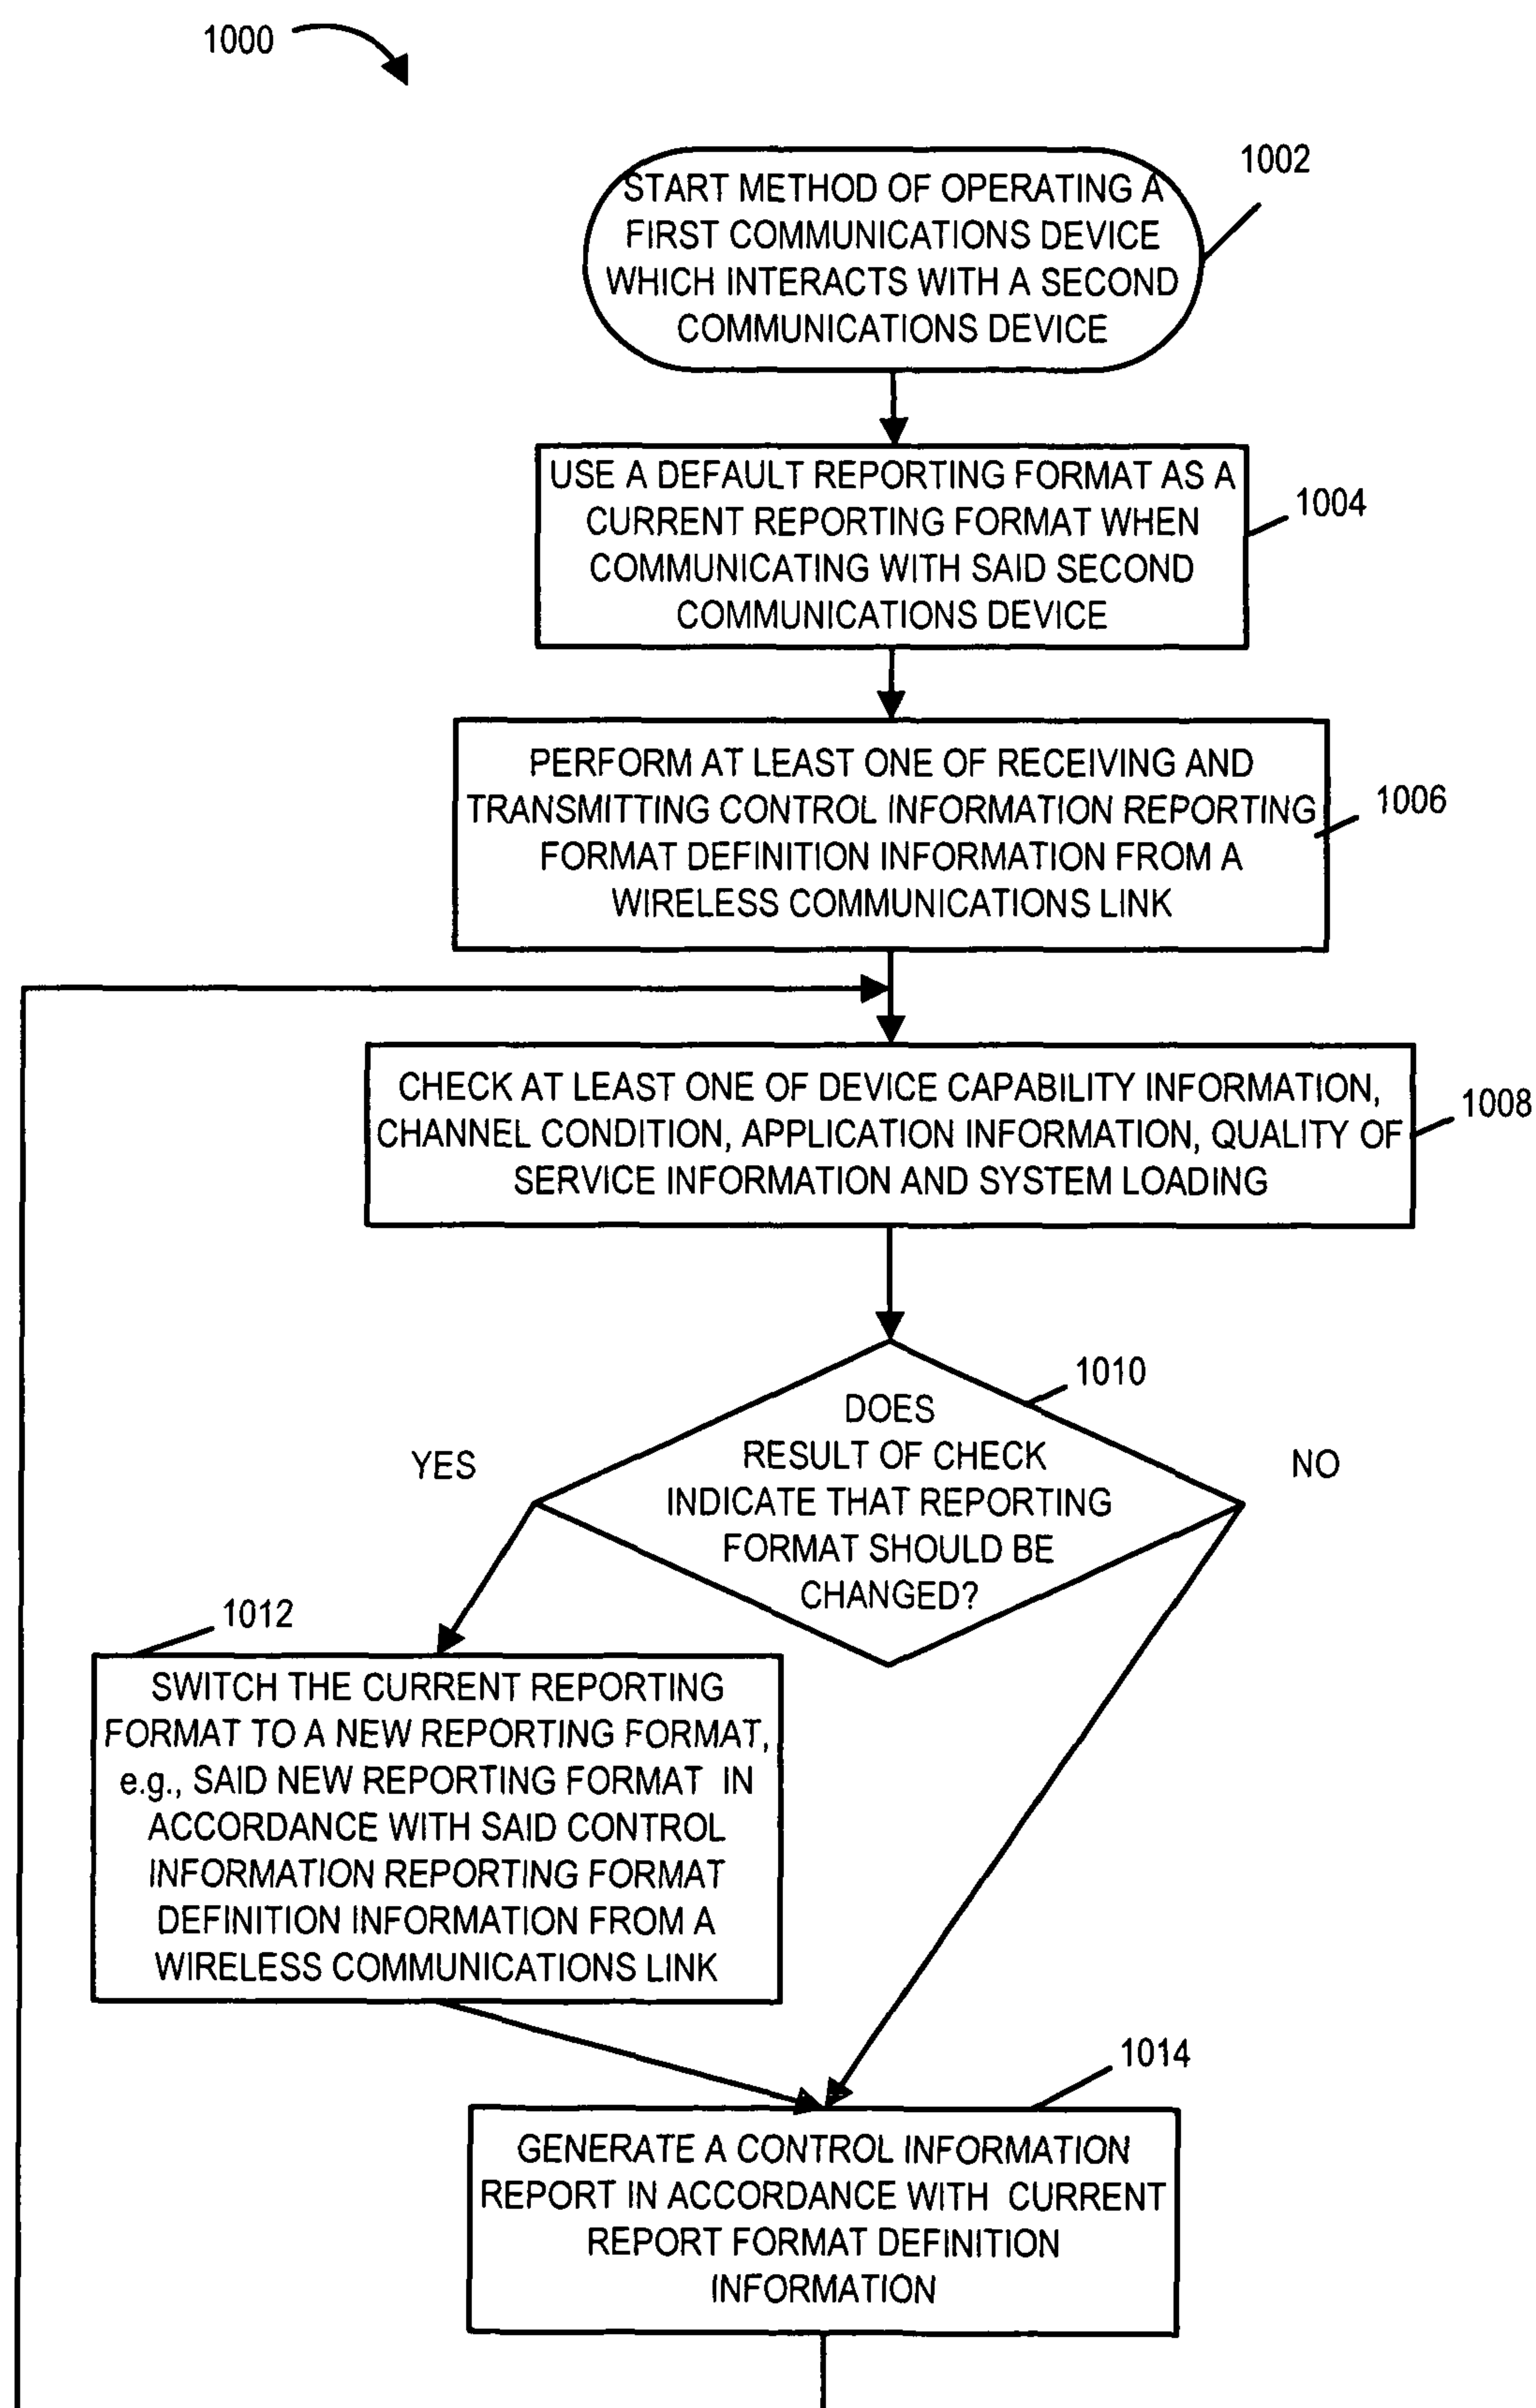 1000
1002
START METHOD OF OPERATING A
FIRST COMMUNICATIONS DEVICE
WHICH INTERACTS WITH A SECOND
COMMUNICATIONS DEVICE
USE A DEFAULT REPORTING FORMAT AS A
CURRENT REPORTING FORMAT WHEN
COMMUNICATING WITH SAID SECOND
COMMUNICATIONS DEVICE
1004
PERFORM AT LEAST ONE OF RECEIVING AND
TRANSMITTING CONTROL INFORMATION REPORTING
FORMAT DEFINITION INFORMATION FROM A
WIRELESS COMMUNICATIONS LINK
1006
CHECK AT LEAST ONE OF DEVICE CAPABILITY INFORMATION,
CHANNEL CONDITION, APPLICATION INFORMATION, QUALITY OF
SERVICE INFORMATION AND SYSTEM LOADING
1008
1010
DOES
RESULT OF CHECK
INDICATE THAT REPORTING
FORMAT SHOULD BE
CHANGED?
YES
NO
1012
SWITCH THE CURRENT REPORTING
FORMAT TO A NEW REPORTING FORMAT,
e.g., SAID NEW REPORTING FORMAT IN
ACCORDANCE WITH SAID CONTROL
INFORMATION REPORTING FORMAT
DEFINITION INFORMATION FROM A
WIRELESS COMMUNICATIONS LINK
1014
GENERATE A CONTROL INFORMATION
REPORT IN ACCORDANCE WITH CURRENT
REPORT FORMAT DEFINITION
INFORMATION